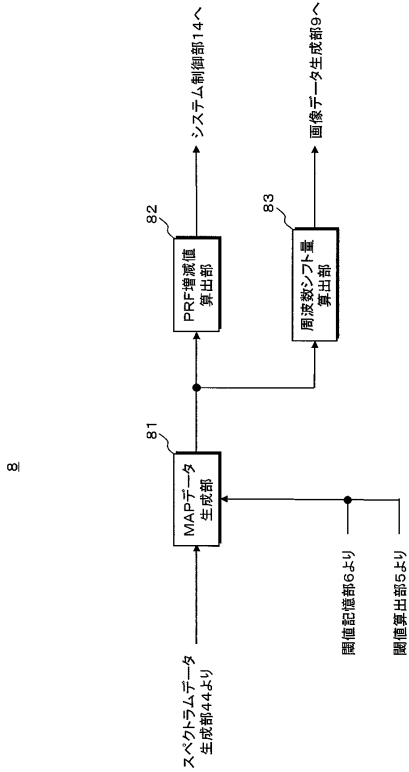 8
スペクトラムデータ
生成部44より
81
MAPデータ
生成部
82
PRF増減値
算出部
システム制御部14へ
83
周波数シフト量
算出部
画像データ生成部9へ
閾値記憶部6より
閾値算出部5より